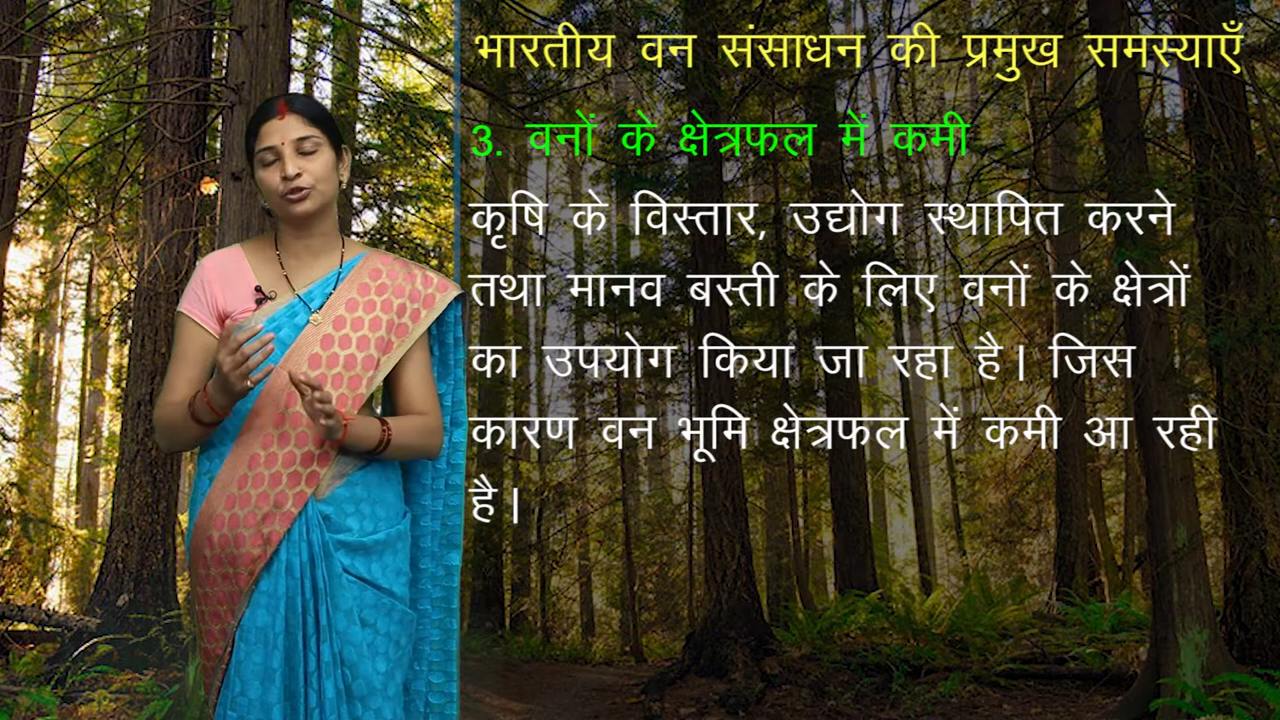 भारतीय वन संसाधन की प्रमुख समस्याएँ
3. वनों के क्षेत्रफल में कमी
कृषि के विस्तार, उद्योग स्थापित करने
तथा मानव बस्ती के लिए वनों के क्षेत्रों
का उपयोग किया जा रहा है। जिस
कारण वन भूमि क्षेत्रफल में कमी आ रही
है।